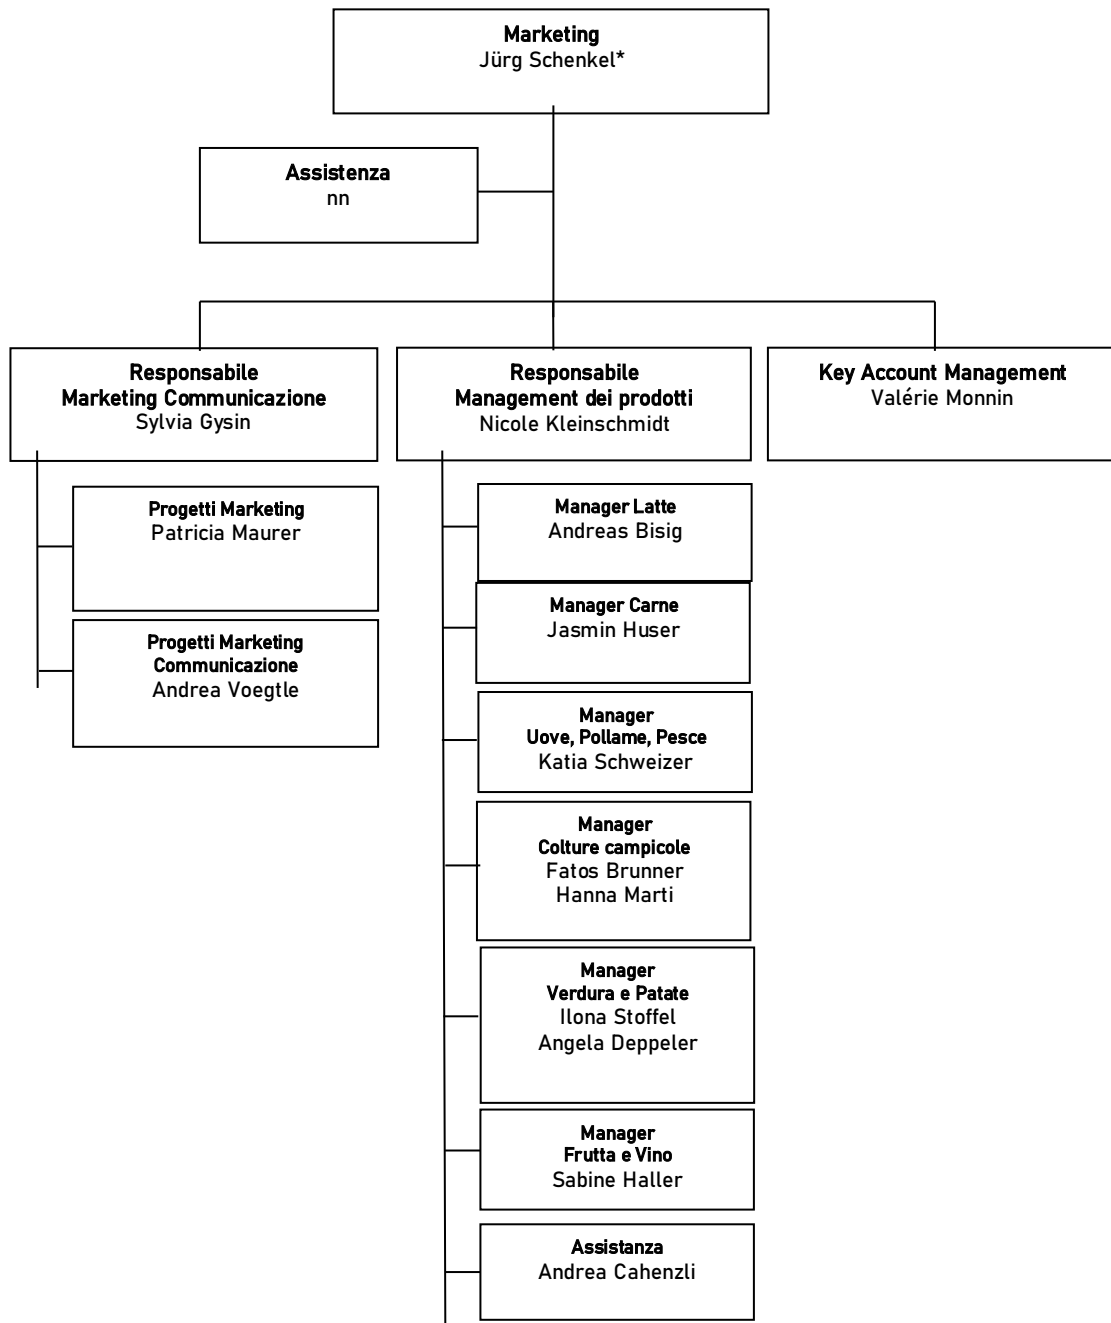 Marketing
Jürg Schenkel*
Assistenza
nn
Responsabile
Marketing Communicazione
Sylvia Gysin
Responsabile
Management dei prodotti
Nicole Kleinschmidt
Key Account Management
Valérie Monnin
Progetti Marketing
Patricia Maurer
Progetti Marketing
Communicazione
Andrea Voegtle
Manager Latte
Andreas Bisig
Manager Carne
Jasmin Huser
Manager
Uove, Pollame, Pesce
Katia Schweizer
Manager
Colture campicole
Fatos Brunner
Hanna Marti
Manager
Verdura e Patate
Ilona Stoffel
Angela Deppeler
Manager
Frutta e Vino
Sabine Haller
Assistanza
Andrea Cahenzli